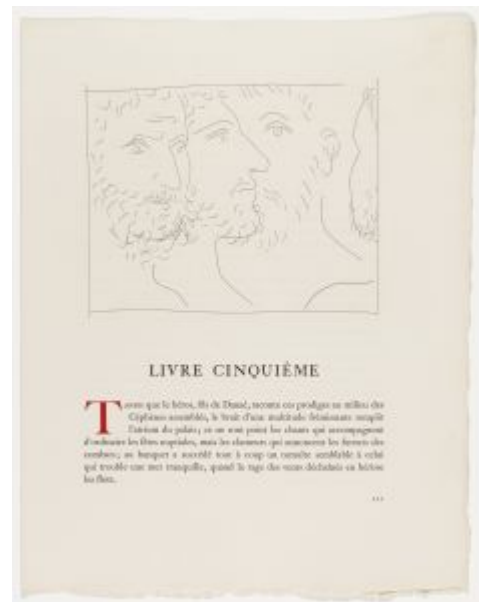 LIVRE CINQUIÈME
Tandis que le héros, fils de Danaé, raconte ces prodiges au milieu des
Céphènes assemblés, le bruit d'une multitude frémissante remplit
l'atrium du palais; ce ne sont point les chants qui accompagnent
d'ordinaire les fêtes nuptiales, mais les clameurs qui annoncent les fureurs des
combats; au banquet a succédé tout à coup un tumulte semblable à celui
qui trouble une mer tranquille, quand la rage des vents déchaînés en hérisse
les flots.